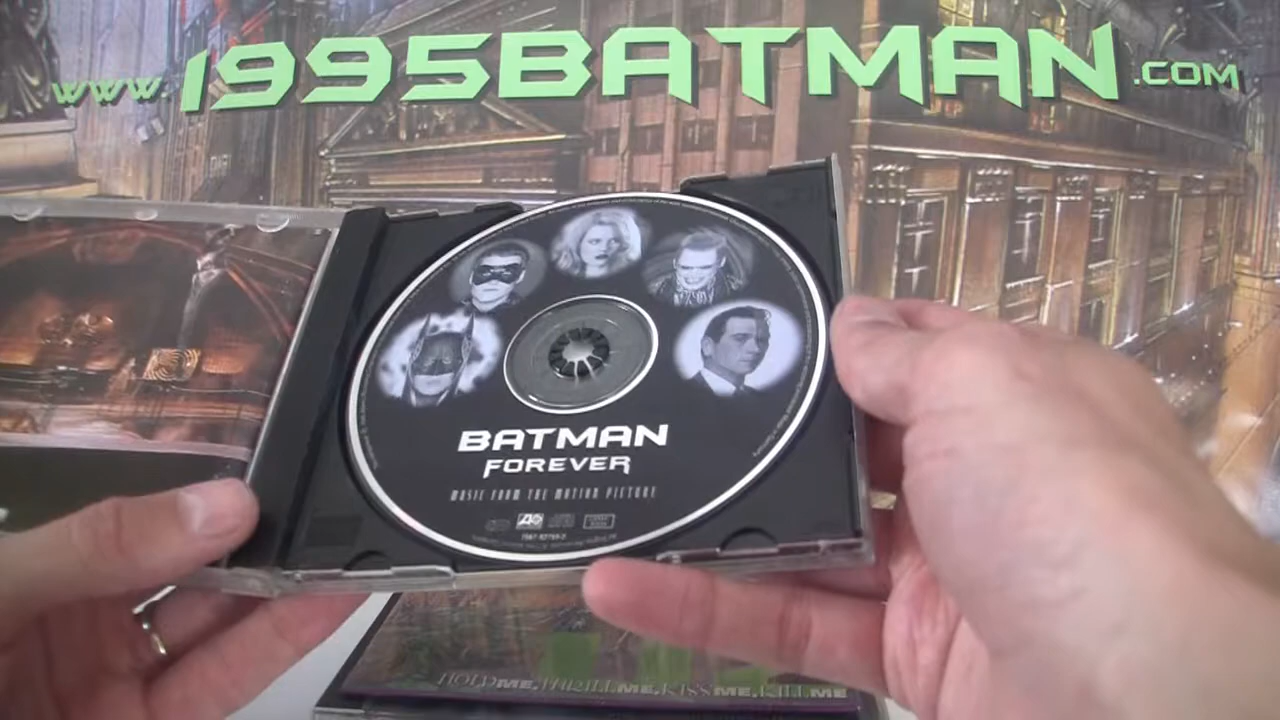 www.1995BATMAN.COM
BATMAN
FOREVER
MUSIC FROM THE MOTION PICTURE
HOLD ME, THRILL ME, KISS ME, KILL ME